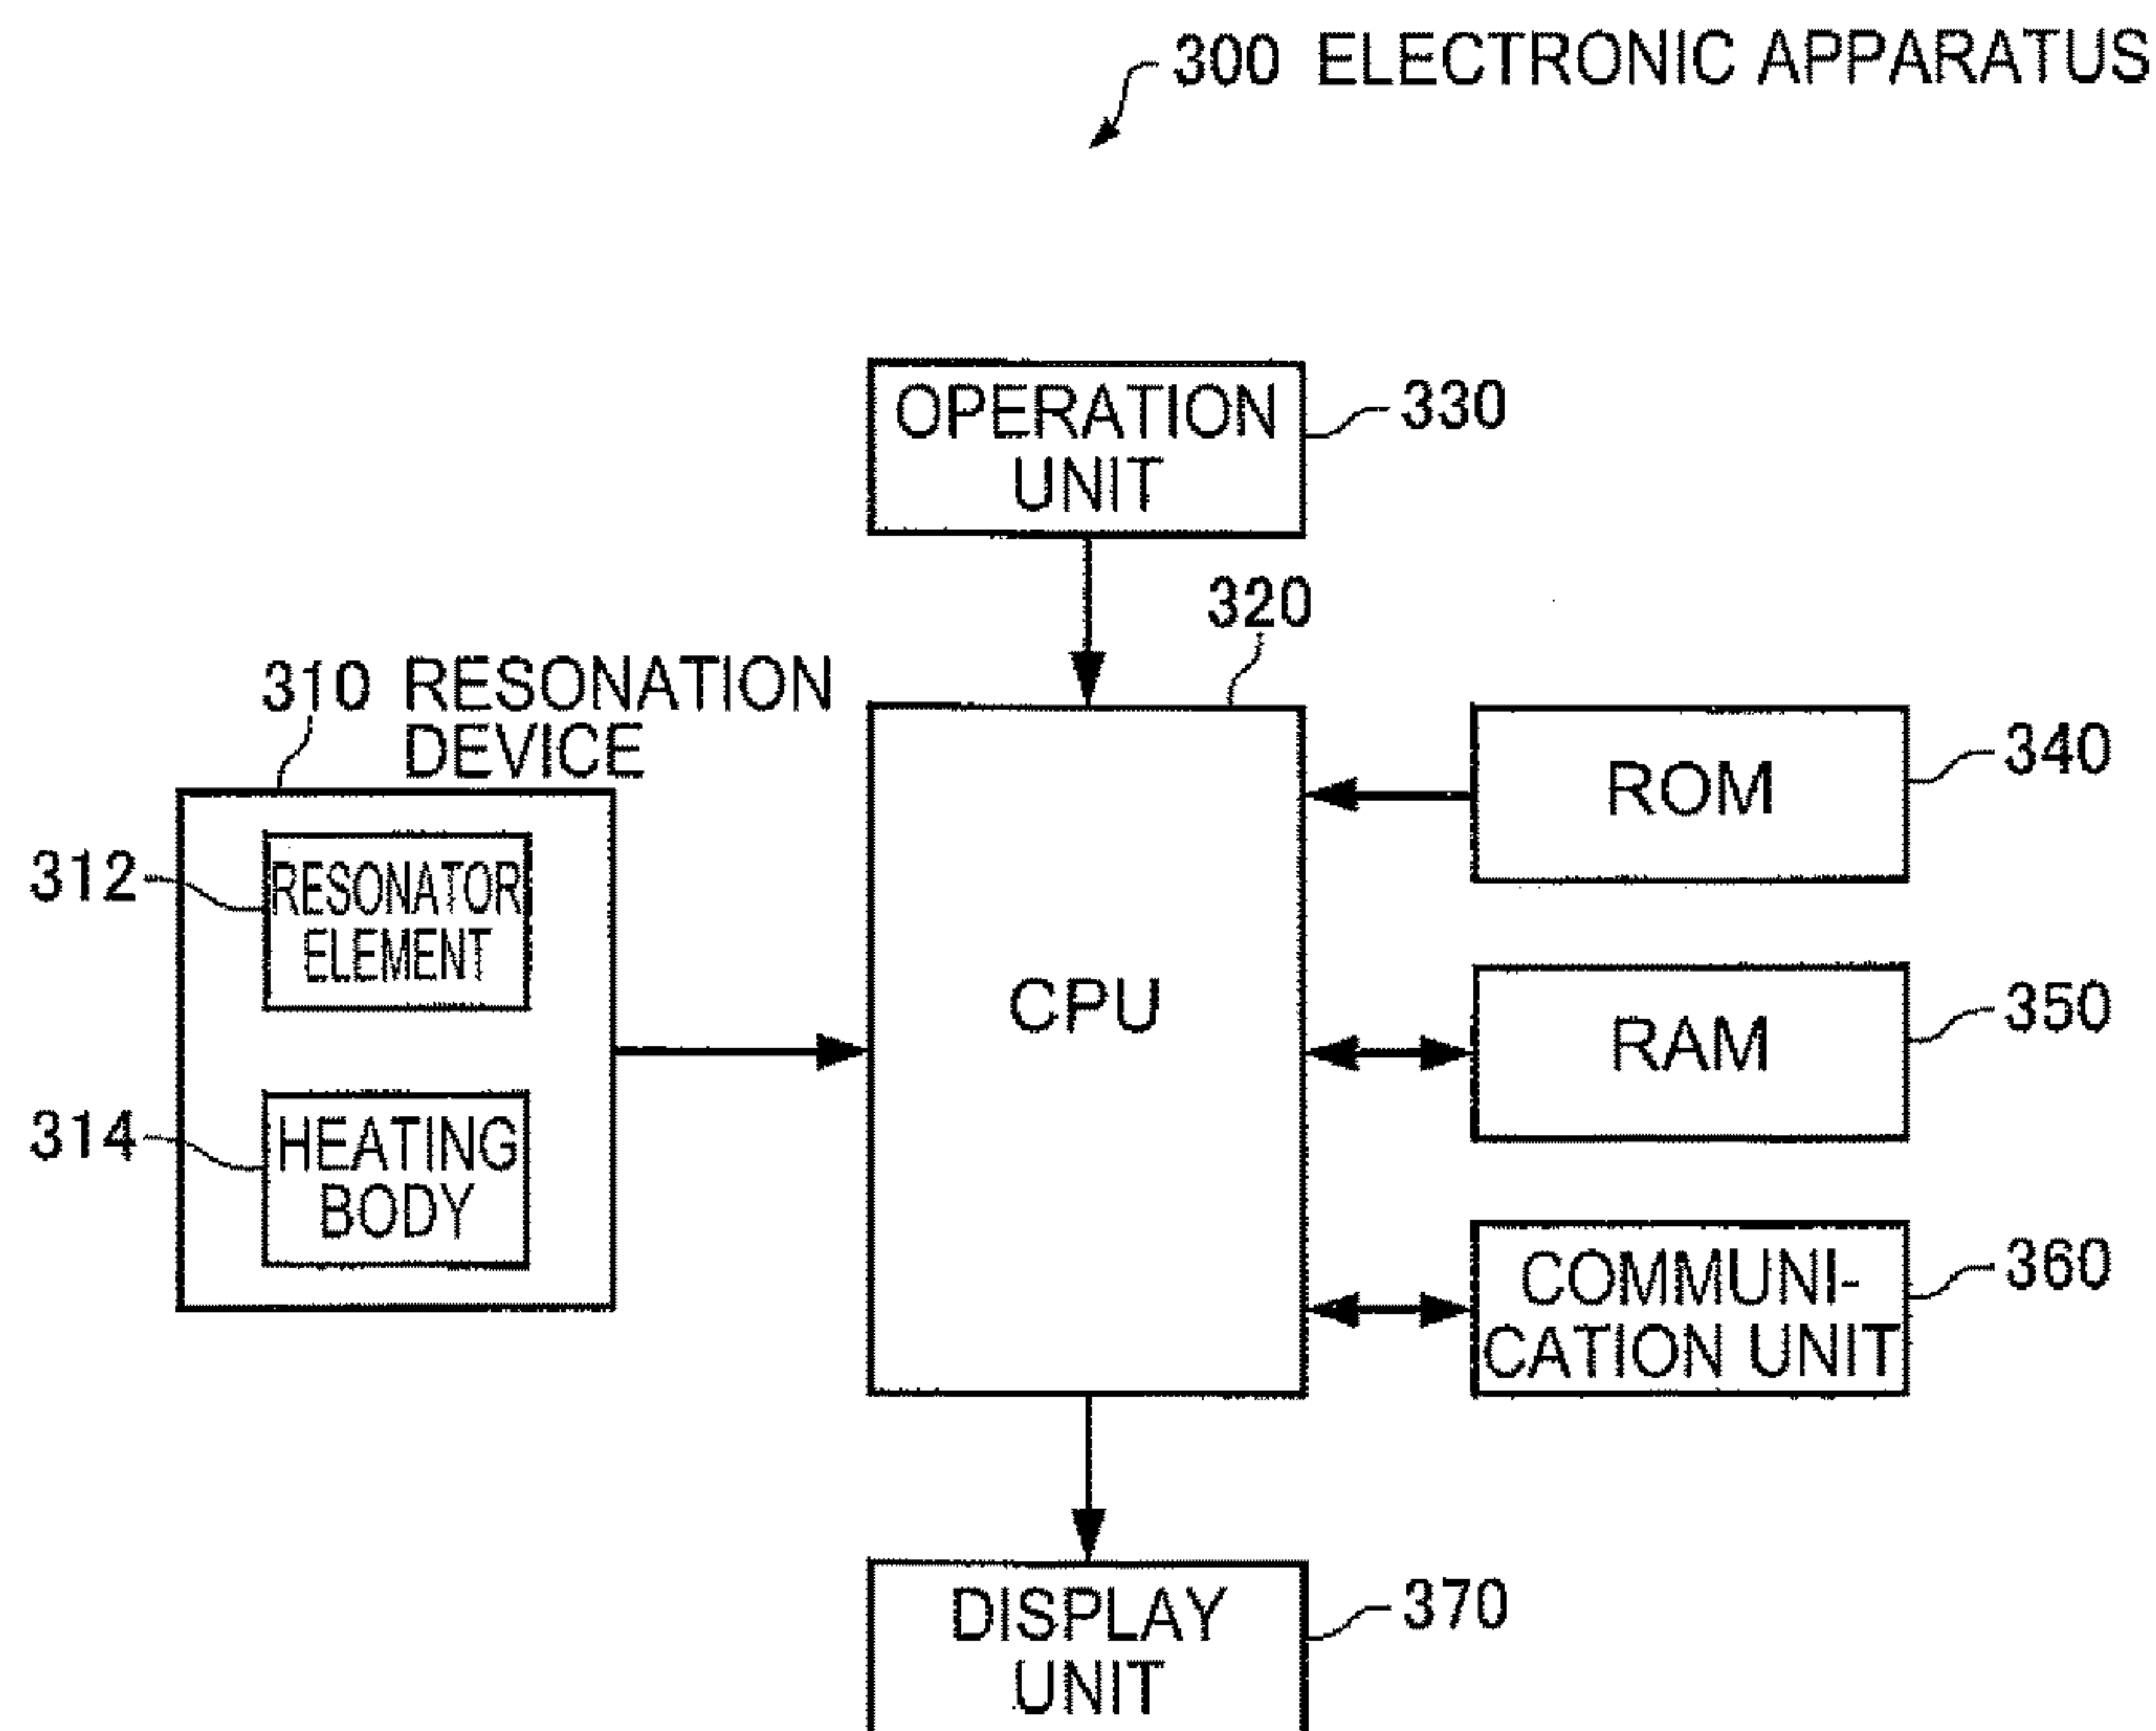 300 ELECTRONIC APPARATUS
OPERATION
UNIT
330
320
310 RESONATION
DEVICE
312
RESONATOR
ELEMENT
314
HEATING
BODY
CPU
ROM
340
RAM
350
COMMUNI-
CATION UNIT
360
DISPLAY
UNIT
370